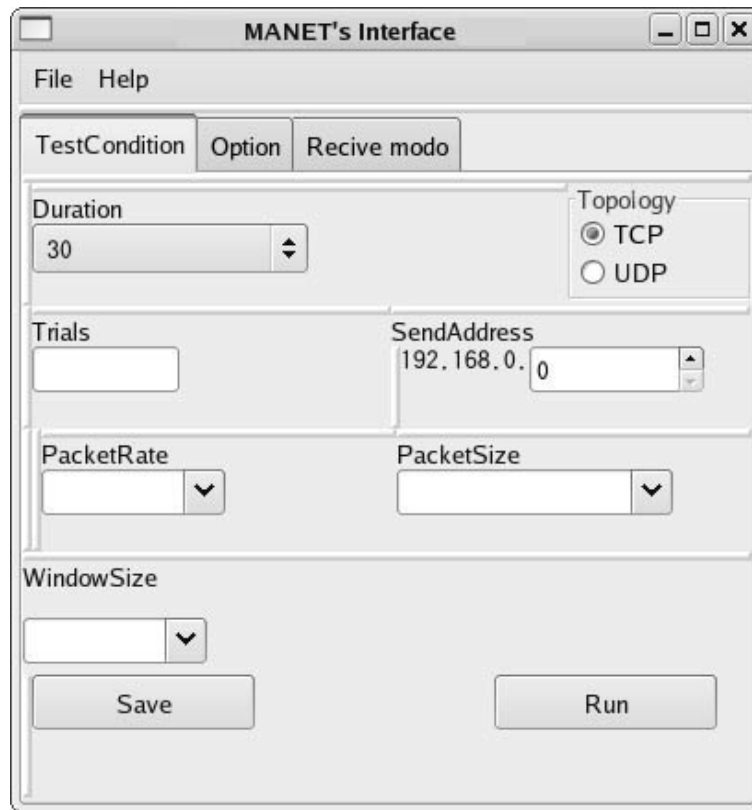 MANET's Interface
File Help
TestCondition Option Recive modo
Duration
30
Topology
TCP
UDP
Trials
SendAddress
192.168.0. 0
PacketRate
PacketSize
WindowSize
Save Run